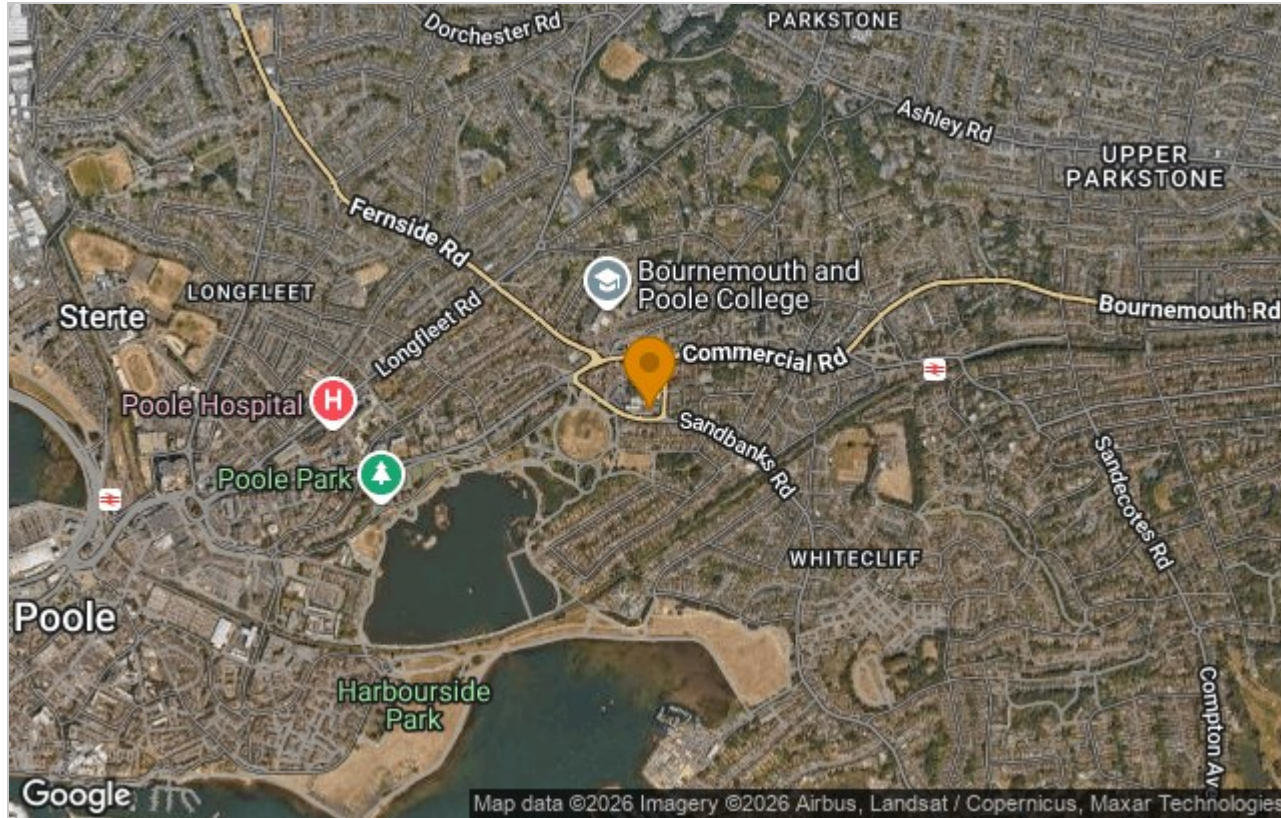 Dorchester Rd
PARKSTONE
Ashley Rd
UPPER
PARKSTONE
Fernside Rd
Bournemouth and
Poole College
LONGFLEET
Sterte
Longfleet Rd
Bournemouth Rd
Commercial Rd
H
Poole Hospital
Sandbanks Rd
Poole Park
Sandecotes Rd
WHITECLIFF
Poole
Harbourside
Park
Compton Ave
Google
Map data ©2026 Imagery ©2026 Airbus, Landsat / Copernicus, Maxar Technologies